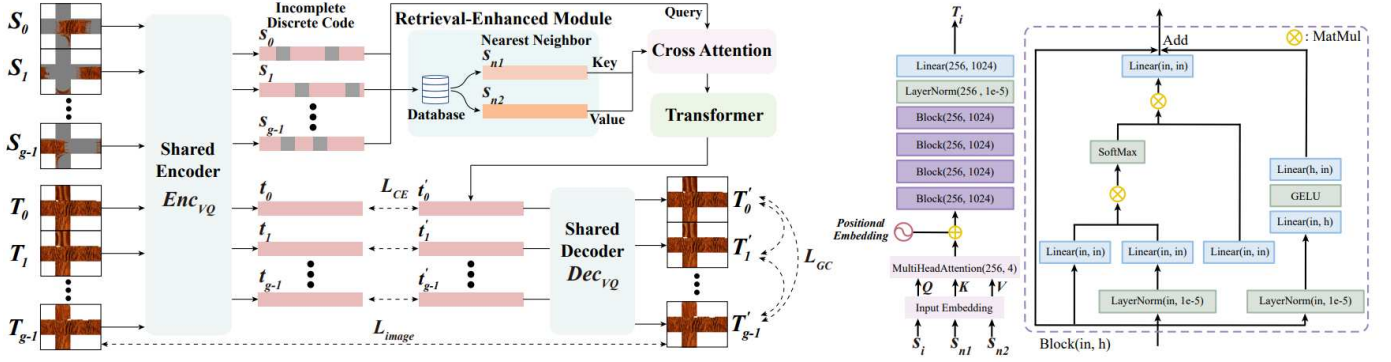 S0
S1
Sg-1
T0
T1
Tg-1
Shared
Encoder
EncVQ
Incomplete
Discrete Code
s0
s1
sg-1
Retrieval-Enhanced Module
Nearest Neighbor
Database
sn1
sn2
Key
Value
Query
Cross Attention
Transformer
t0
t1
tg-1
LCE
t'0
t'1
t'g-1
Shared
Decoder
DecVQ
T'0
T'1
T'g-1
LGC
Limage
Ti
Linear(256, 1024)
LayerNorm(256 , 1e-5)
Block(256, 1024)
Block(256, 1024)
Block(256, 1024)
Block(256, 1024)
Positional
Embedding
MultiHeadAttention(256, 4)
Q K V
Input Embedding
Si Sn1 Sn2
Add
: MatMul
Linear(in, in)
SoftMax
Linear(h, in)
GELU
Linear(in, h)
Linear(in, in) Linear(in, in) Linear(in, in)
LayerNorm(in, 1e-5) LayerNorm(in, 1e-5)
Block(in, h)